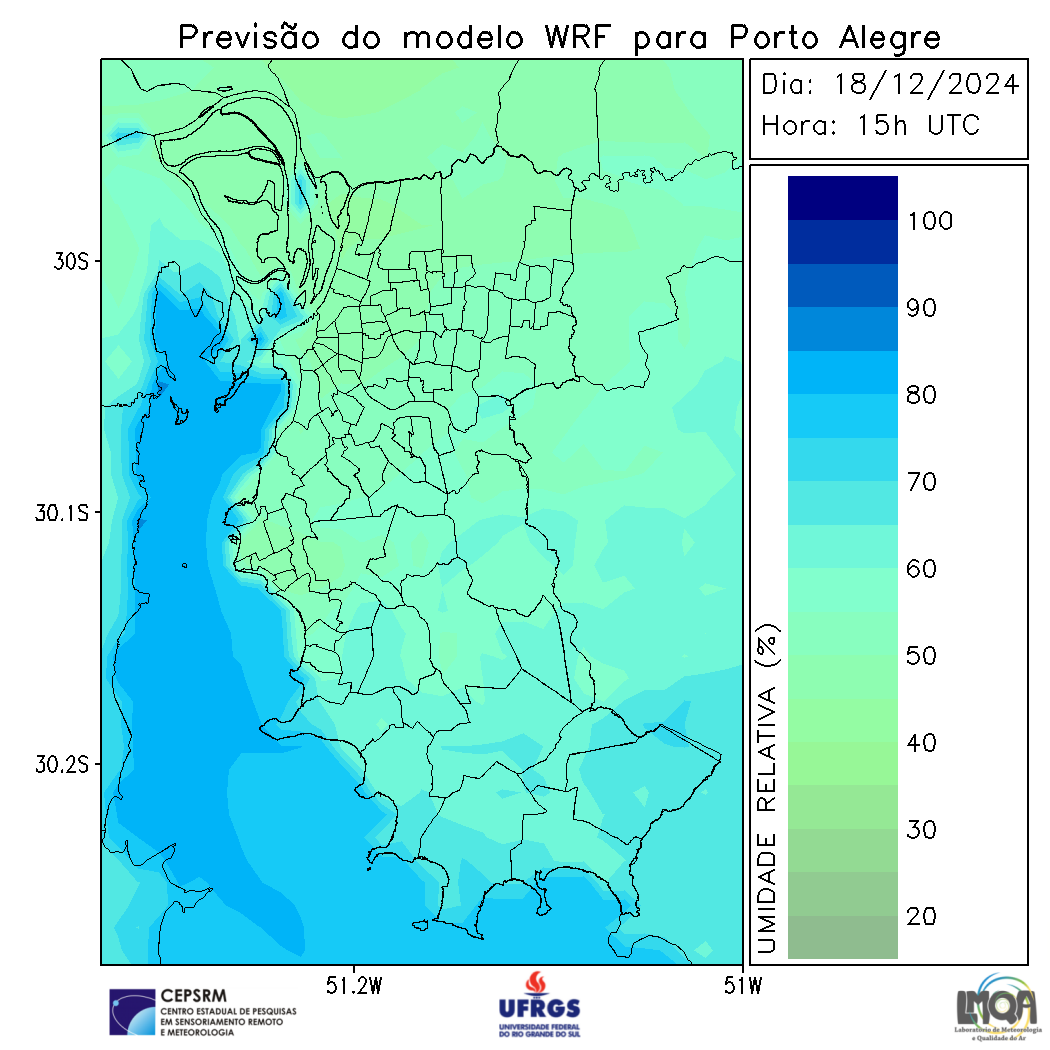 Previsão do modelo WRF para Porto Alegre
Dia: 18/12/2024
Hora: 15h UTC
30S
30.1S
30.2S
51.2W
51W
UMIDADE RELATIVA (%)
100
90
80
70
60
50
40
30
20
CEPSRM
CENTRO ESTADUAL DE PESQUISAS
EM SENSORIAMENTO REMOTO
E METEOROLOGIA
UFRGS
UNIVERSIDADE FEDERAL
DO RIO GRANDE DO SUL
LMQA
Laboratório de Meteorologia
e Qualidade do Ar